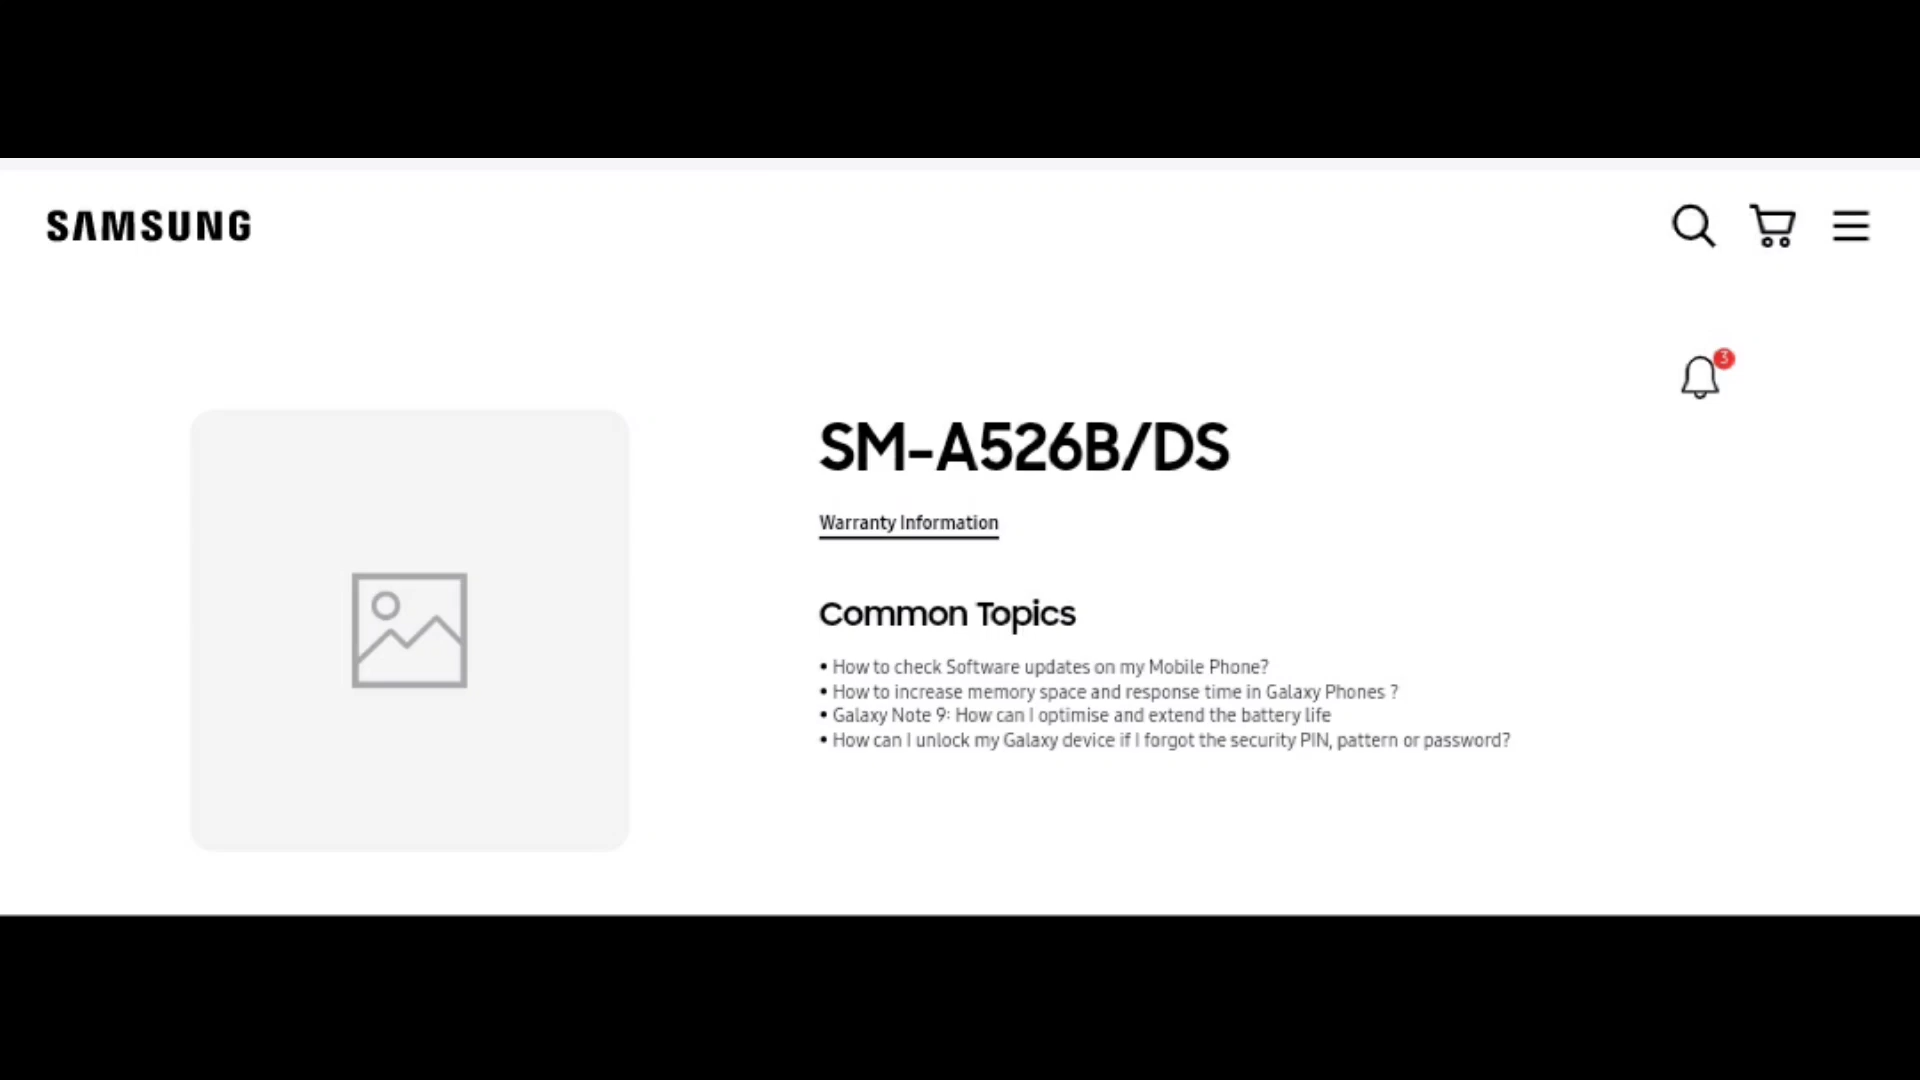 SAMSUNG
3
SM-A526B/DS
Warranty Information
Common Topics
• How to check Software updates on my Mobile Phone?
• How to increase memory space and response time in Galaxy Phones ?
• Galaxy Note 9: How can I optimise and extend the battery life
• How can I unlock my Galaxy device if I forgot the security PIN, pattern or password?